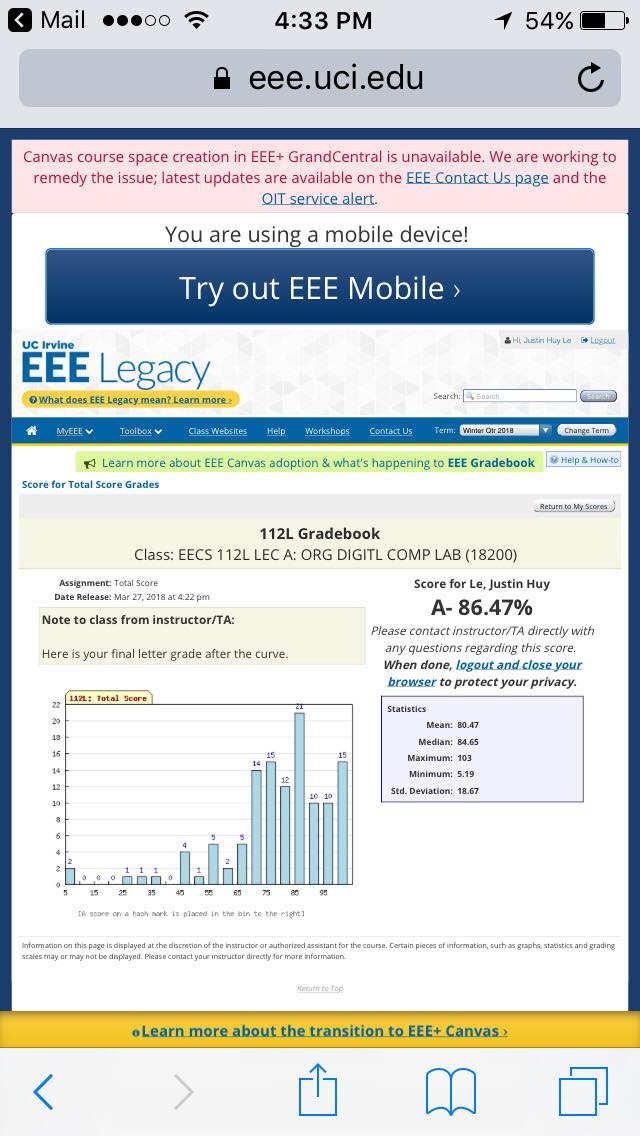 Mail 4:33 PM 54%
eee.uci.edu
Canvas course space creation in EEE+ GrandCentral is unavailable. We are working to
remedy the issue; latest updates are available on the EEE Contact Us page and the
OIT service alert.
You are using a mobile device!
Try out EEE Mobile ›
Hi, Justin Huy Le Logout
UC Irvine
EEE Legacy
What does EEE Legacy mean? Learn more ›
Search: Search Search
MyEEE Toolbox Class Websites Help Workshops Contact Us Term: Winter Qtr 2018 Change Term
Learn more about EEE Canvas adoption & what's happening to EEE Gradebook Help & How-to
Score for Total Score Grades
Return to My Scores
112L Gradebook
Class: EECS 112L LEC A: ORG DIGITL COMP LAB (18200)
Assignment: Total Score
Date Release: Mar 27, 2018 at 4:22 pm
Note to class from instructor/TA:
Here is your final letter grade after the curve.
Score for Le, Justin Huy
A- 86.47%
Please contact instructor/TA directly with
any questions regarding this score.
When done, logout and close your
browser to protect your privacy.
112L: Total Score
22
20
18
16
14
12
10
8
6
4
2
0
2 0 0 0 1 1 1 0 4 1 5 2 5 14 15 12 21 10 10 15
5 15 25 35 45 55 65 75 85 95
[A score on a hash mark is placed in the bin to the right]
Statistics
Mean: 80.47
Median: 84.65
Maximum: 103
Minimum: 5.19
Std. Deviation: 18.67
Information on this page is displayed at the discretion of the instructor or authorized assistant for the course. Certain pieces of information, such as graphs, statistics and grading
scales may or may not be displayed. Please contact your instructor directly for more information.
Return to Top
Learn more about the transition to EEE+ Canvas ›